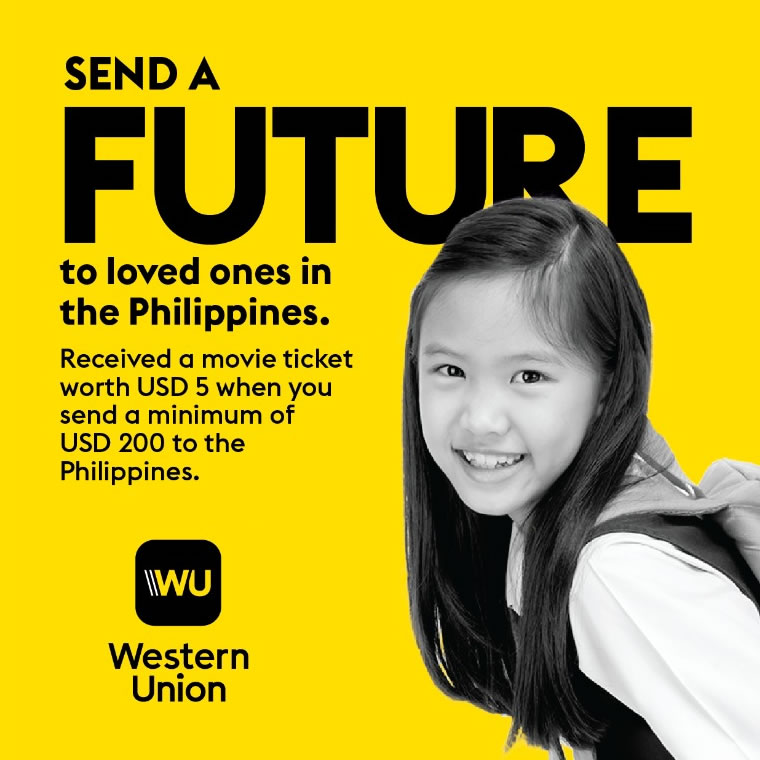 SEND A
FUTURE
to loved ones in
the Philippines.
Received a movie ticket
worth USD 5 when you
send a minimum of
USD 200 to the
Philippines.
WU
Western
Union